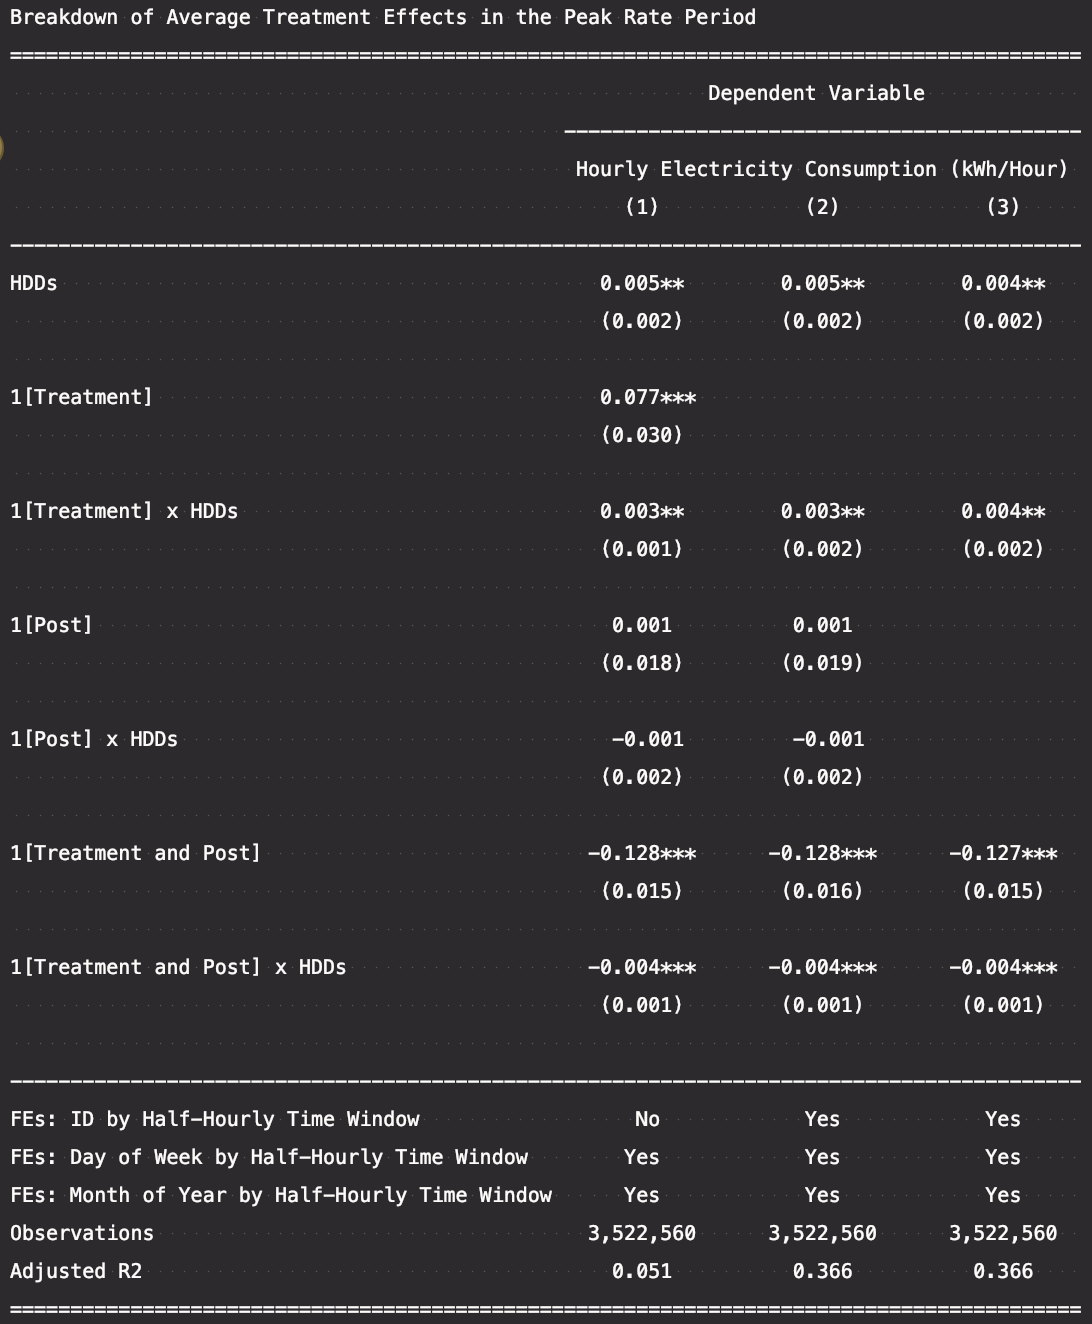 Breakdown of Average Treatment Effects in the Peak Rate Period
Dependent Variable
Hourly Electricity Consumption (kWh/Hour)
(1) (2) (3)
HDDs 0.005** 0.005** 0.004**
(0.002) (0.002) (0.002)
1[Treatment] 0.077***
(0.030)
1[Treatment] x HDDs 0.003** 0.003** 0.004**
(0.001) (0.002) (0.002)
1[Post] 0.001 0.001
(0.018) (0.019)
1[Post] x HDDs -0.001 -0.001
(0.002) (0.002)
1[Treatment and Post] -0.128*** -0.128*** -0.127***
(0.015) (0.016) (0.015)
1[Treatment and Post] x HDDs -0.004*** -0.004*** -0.004***
(0.001) (0.001) (0.001)
FEs: ID by Half-Hourly Time Window No Yes Yes
FEs: Day of Week by Half-Hourly Time Window Yes Yes Yes
FEs: Month of Year by Half-Hourly Time Window Yes Yes Yes
Observations 3,522,560 3,522,560 3,522,560
Adjusted R2 0.051 0.366 0.366